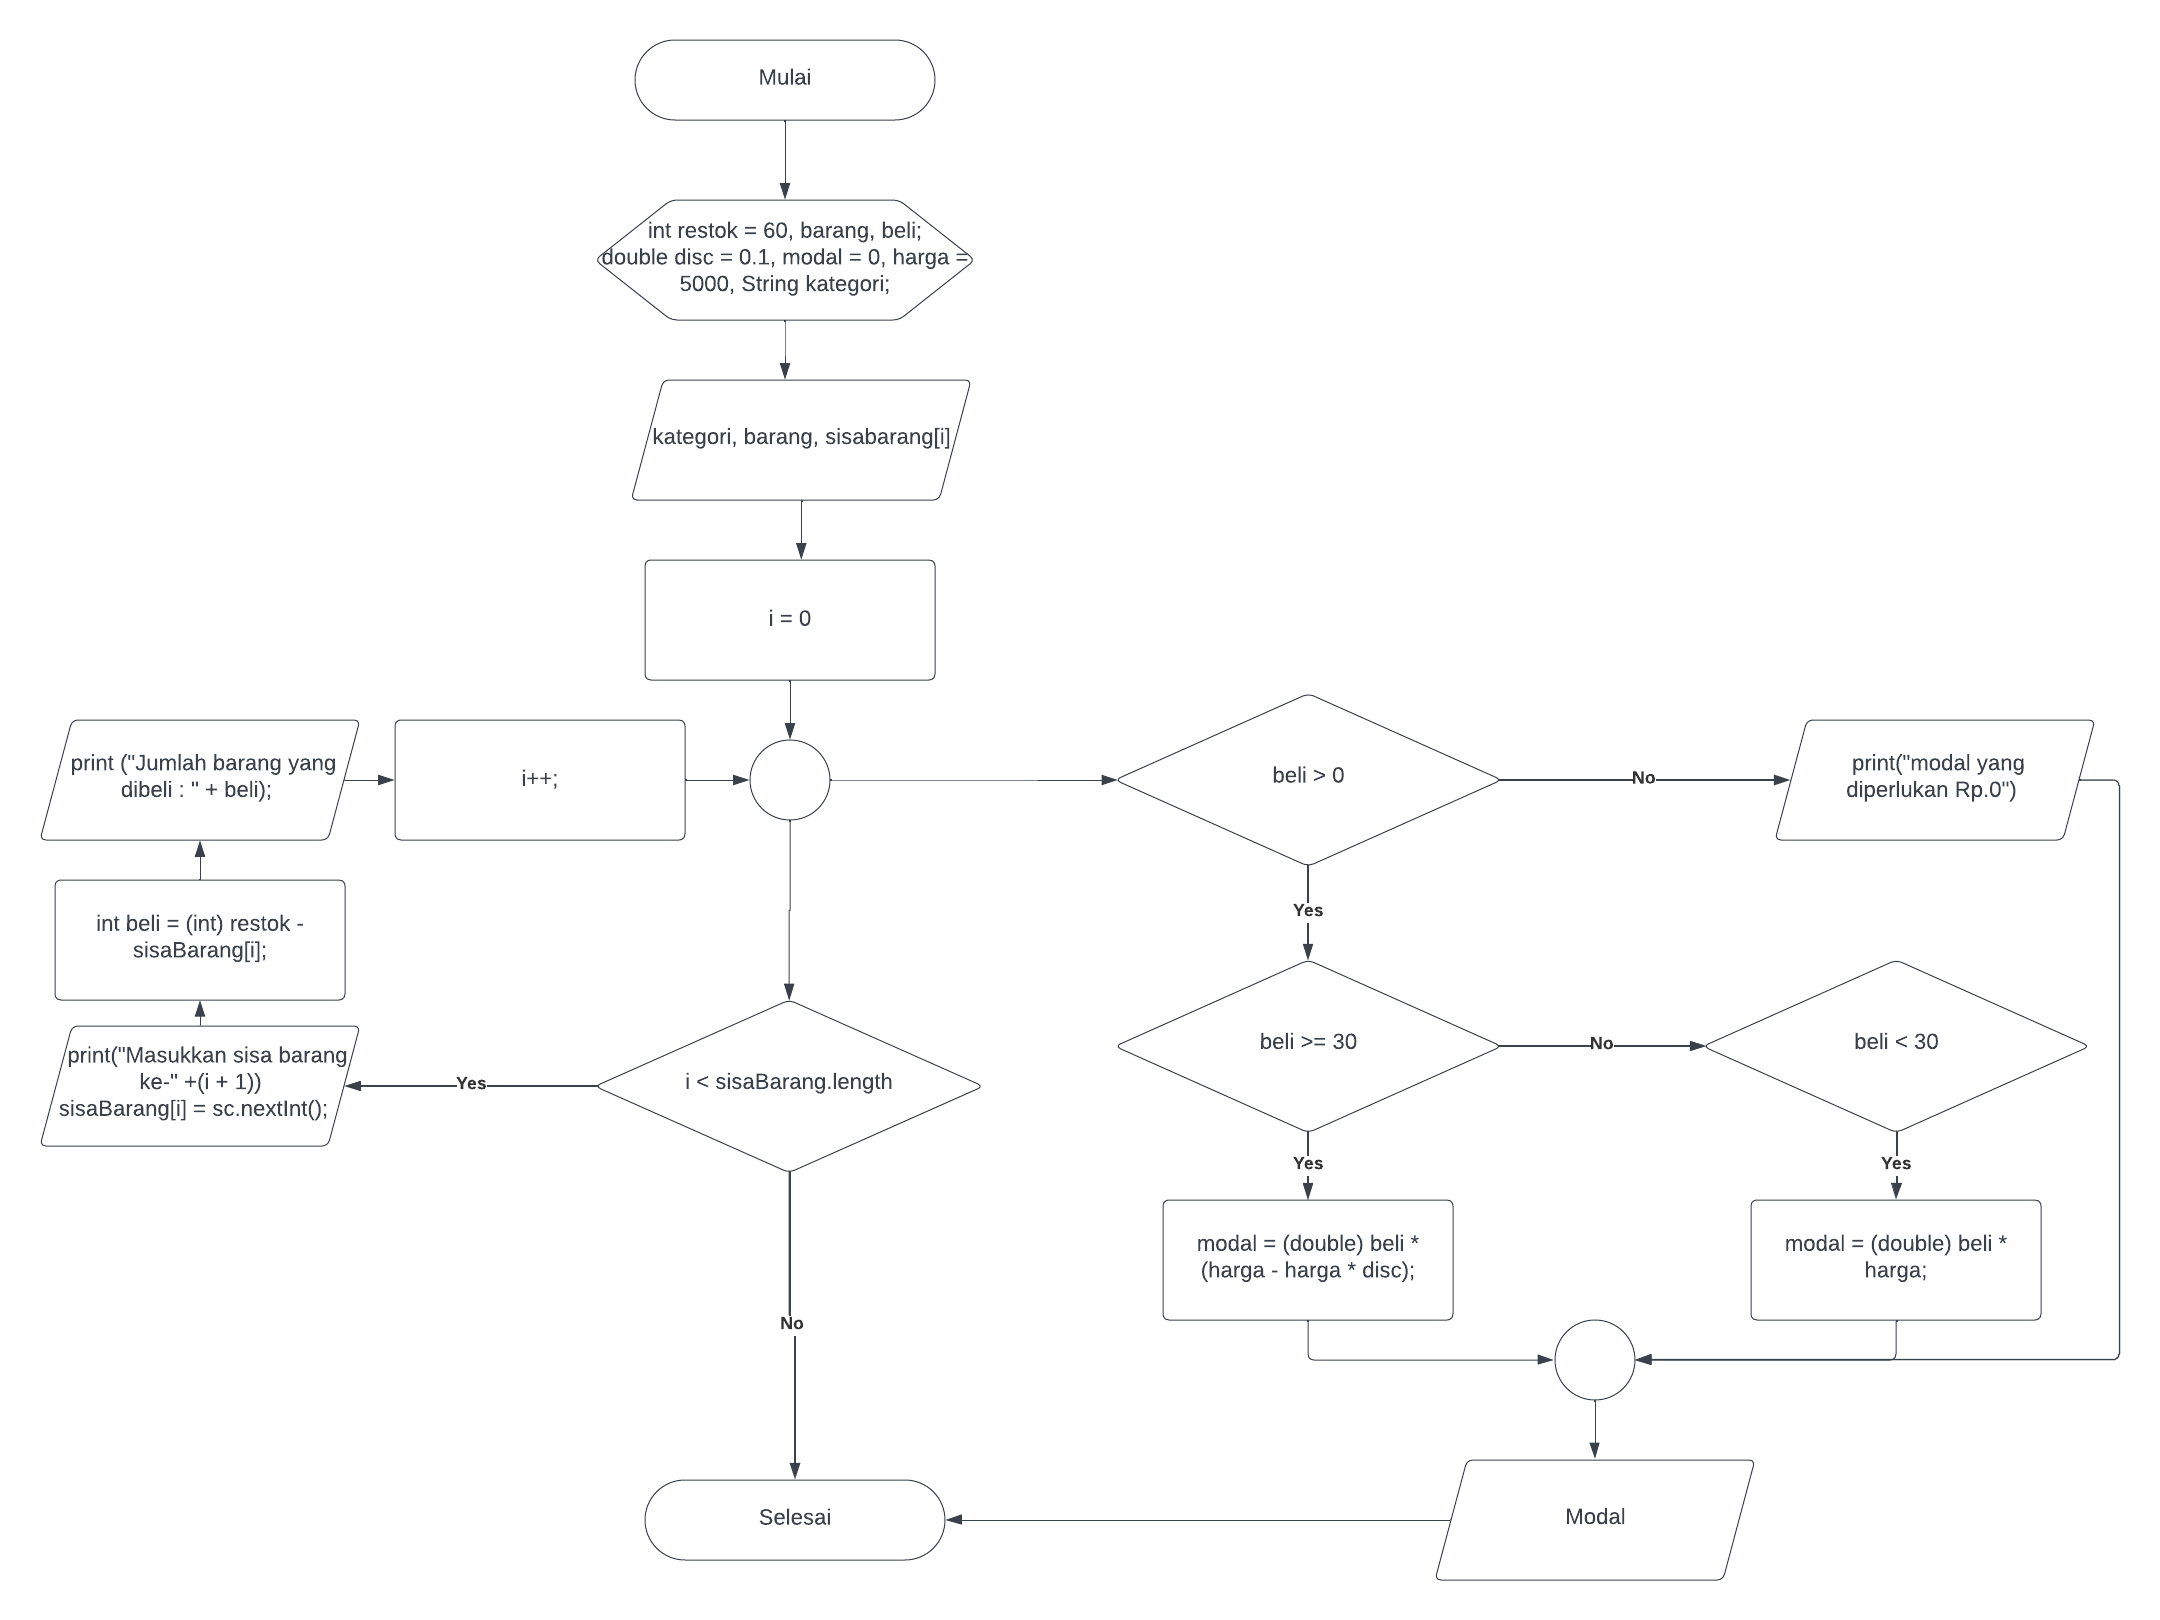 Mulai
int restok = 60, barang, beli;
double disc = 0.1, modal = 0, harga =
5000, String kategori;
kategori, barang, sisabarang[i]
i = 0
print ("Jumlah barang yang
dibeli : " + beli);
i++;
beli > 0
No
print("modal yang
diperlukan Rp.0")
Yes
int beli = (int) restok -
sisaBarang[i];
print("Masukkan sisa barang
ke-" +(i + 1))
sisaBarang[i] = sc.nextInt();
Yes
i < sisaBarang.length
beli >= 30
No
beli < 30
Yes
Yes
modal = (double) beli *
(harga - harga * disc);
modal = (double) beli *
harga;
No
Selesai
Modal